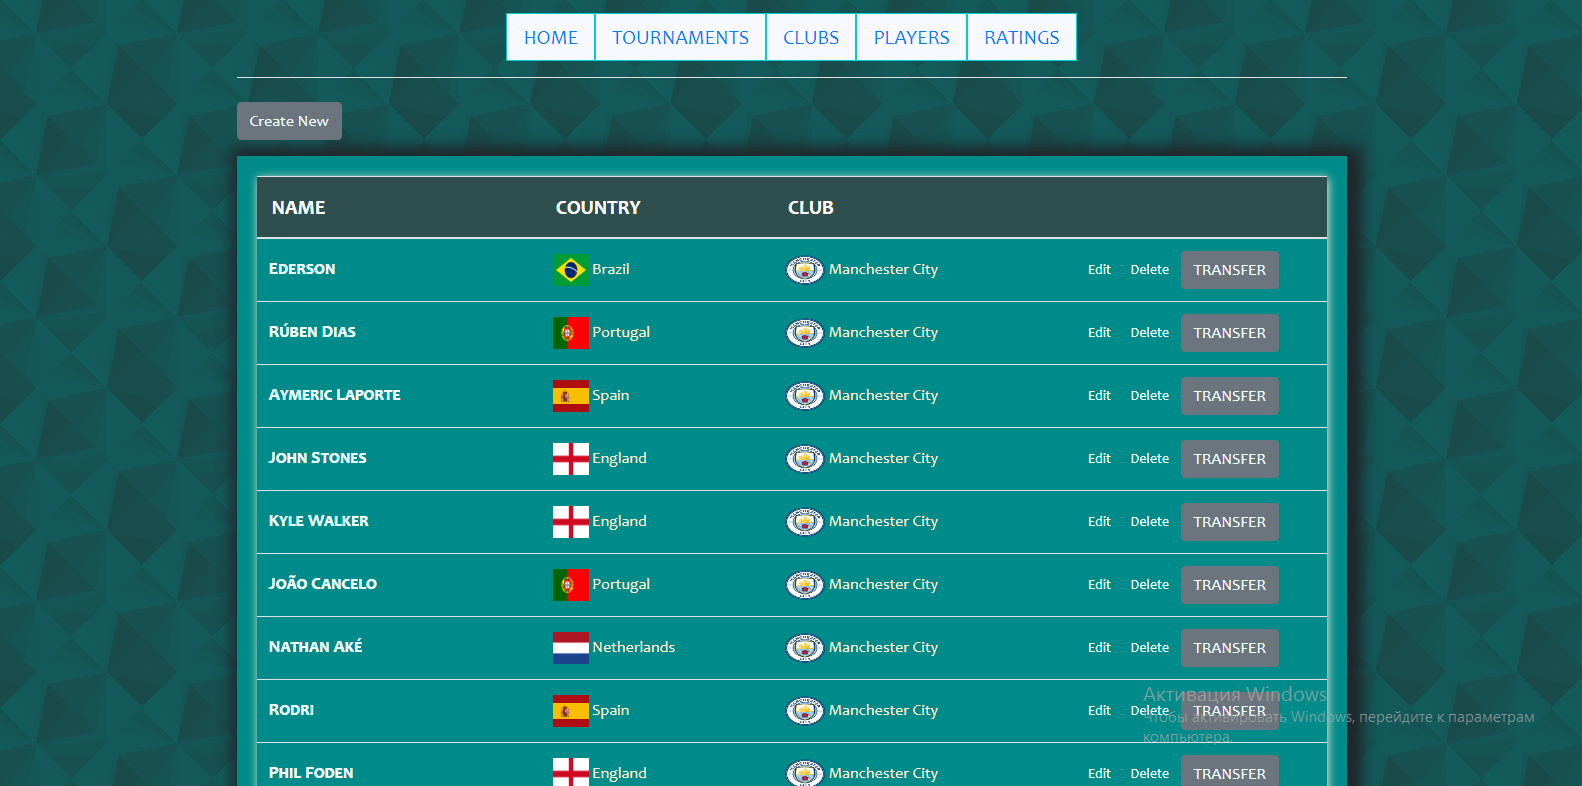 HOME TOURNAMENTS CLUBS PLAYERS RATINGS
Create New
NAME COUNTRY CLUB
EDERSON Brazil Manchester City Edit Delete TRANSFER
RÚBEN DIAS Portugal Manchester City Edit Delete TRANSFER
AYMERIC LAPORTE Spain Manchester City Edit Delete TRANSFER
JOHN STONES England Manchester City Edit Delete TRANSFER
KYLE WALKER England Manchester City Edit Delete TRANSFER
JOÃO CANCELO Portugal Manchester City Edit Delete TRANSFER
NATHAN AKÉ Netherlands Manchester City Edit Delete TRANSFER
RODRI Spain Manchester City Edit Delete TRANSFER
Активация Windows
Чтобы активировать Windows, перейдите к параметрам
компьютера.
PHIL FODEN England Manchester City Edit Delete TRANSFER